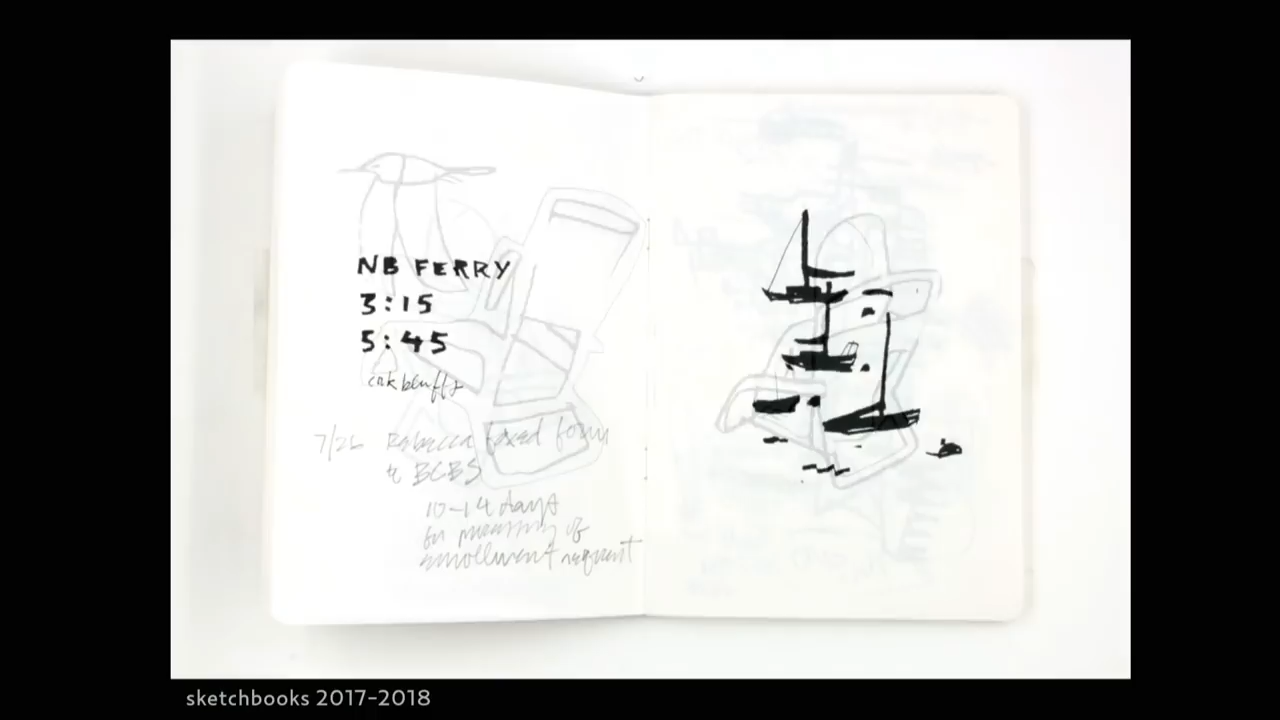 NB FERRY
3:15
5:45
oak bluffs
7/26 Rebecca faxed form
to BCBS
10-14 days
for processing of
enrollment request
sketchbooks 2017-2018